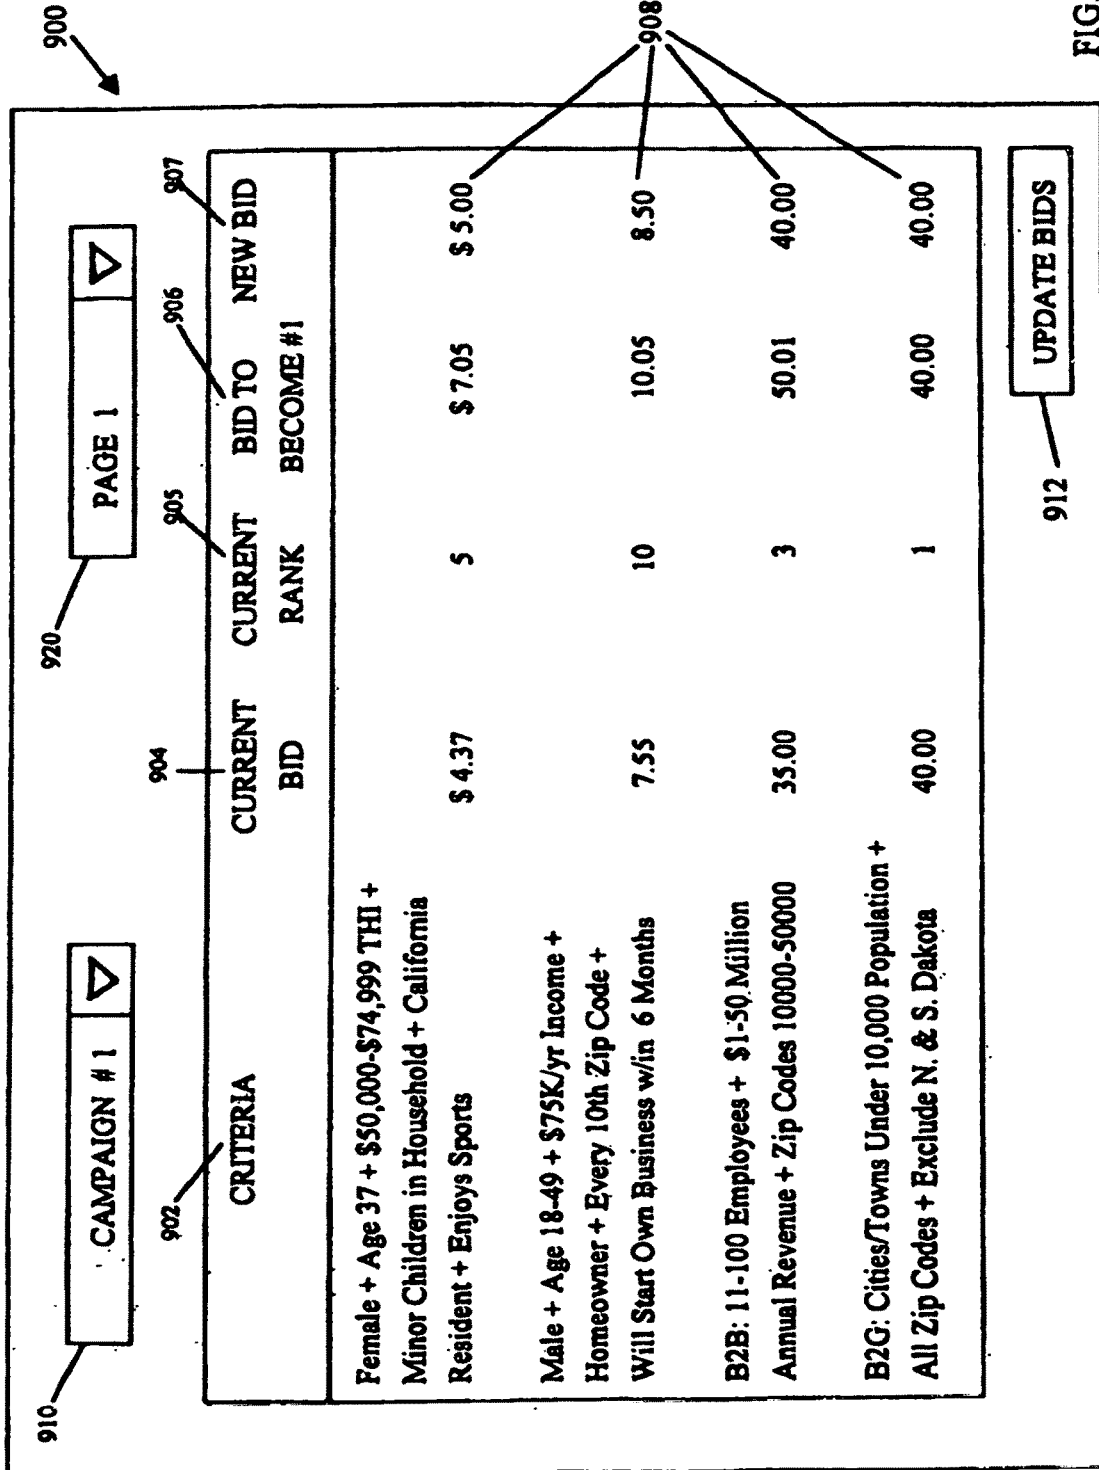 900
910
CAMPAIGN # 1
920
PAGE 1
902
904
905
906
907
CRITERIA
CURRENT BID
CURRENT RANK
BID TO BECOME #1
NEW BID
Female + Age 37 + $50,000-$74,999 THI +
Minor Children in Household + California
Resident + Enjoys Sports $ 4.37 5 $ 7.05 $ 5.00
Male + Age 18-49 + $75K/yr Income +
Homeowner + Every 10th Zip Code +
Will Start Own Business w/in 6 Months 7.55 10 10.05 8.50
908
B2B: 11-100 Employees + $1-50 Million
Annual Revenue + Zip Codes 10000-50000 35.00 3 50.01 40.00
B2G: Cities/Towns Under 10,000 Population +
All Zip Codes + Exclude N. & S. Dakota 40.00 1 40.00 40.00
912
UPDATE BIDS
FIG.